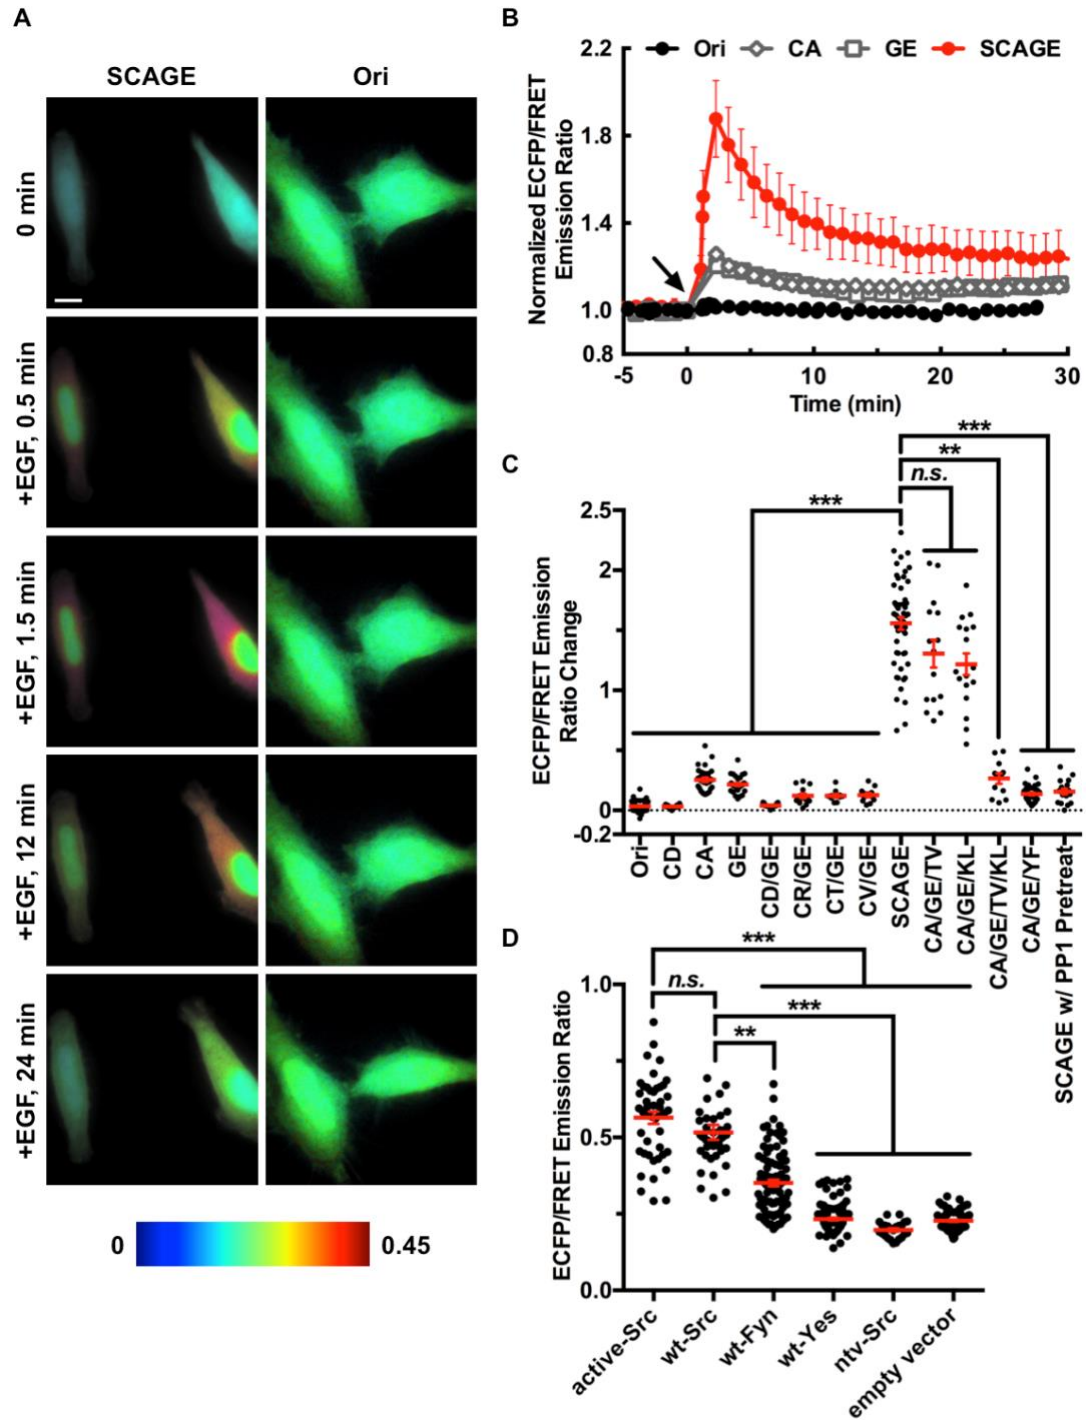 A
SCAGE Ori
0 min
+EGF, 0.5 min
+EGF, 1.5 min
+EGF, 12 min
+EGF, 24 min
0 0.45
B
Ori CA GE SCAGE
Normalized ECFP/FRET
Emission Ratio
2.2
1.8
1.4
1.0
0.8
-5 0 10 20 30
Time (min)
C
***
**
n.s.
***
ECFP/FRET Emission
Ratio Change
2.5
2
1
0
-0.2
Ori
CD
CA
GE
CD/GE
CR/GE
CT/GE
CV/GE
SCAGE
CA/GE/TV
CA/GE/KL
CA/GE/TV/KL
CA/GE/YF
SCAGE w/ PP1 Pretreat
D
***
n.s.
***
**
ECFP/FRET Emission Ratio
1.0
0.5
0.0
active-Src
wt-Src
wt-Fyn
wt-Yes
ntv-Src
empty vector